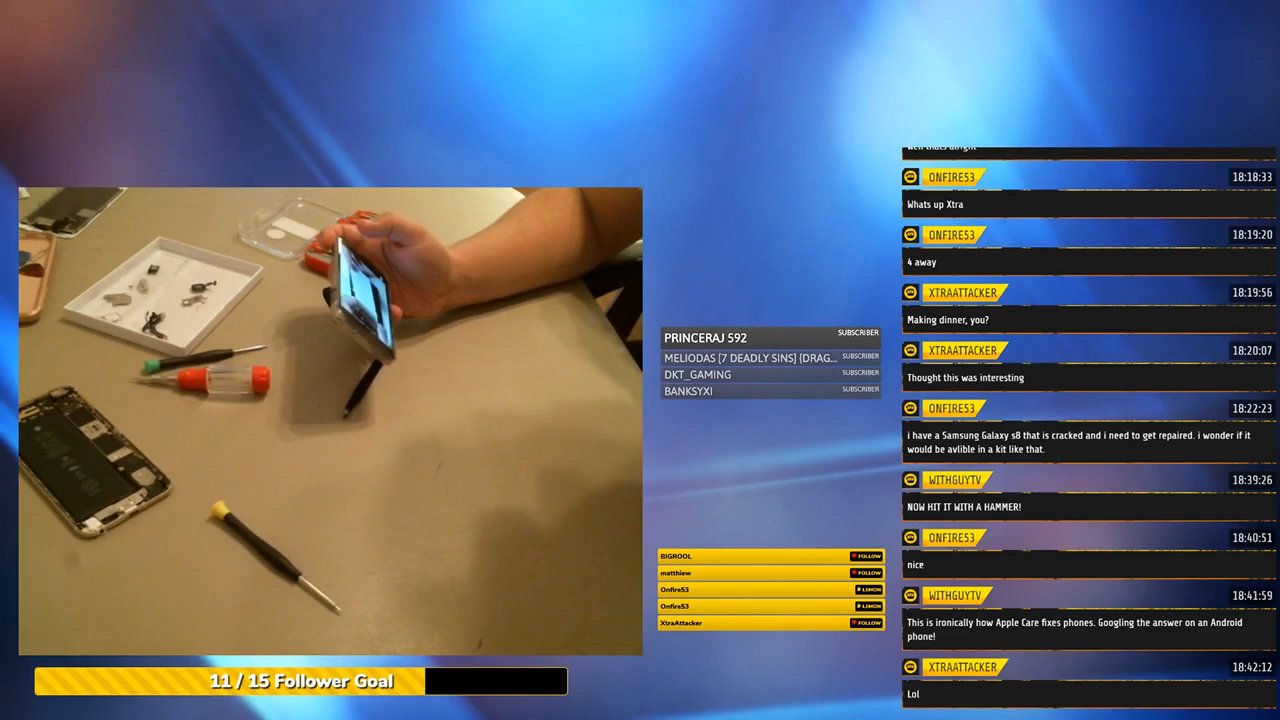 well thats alright
ONFIRE53
18:18:33
Whats up Xtra
ONFIRE53
18:19:20
4 away
XTRAATTACKER
18:19:56
Making dinner, you?
XTRAATTACKER
18:20:07
Thought this was interesting
ONFIRE53
18:22:23
i have a Samsung Galaxy s8 that is cracked and i need to get repaired. i wonder if it
would be avlible in a kit like that.
WITHGUYTV
18:39:26
NOW HIT IT WITH A HAMMER!
ONFIRE53
18:40:51
nice
WITHGUYTV
18:41:59
This is ironically how Apple Care fixes phones. Googling the answer on an Android
phone!
XTRAATTACKER
18:42:12
Lol
PRINCERAJ 592 SUBSCRIBER
MELIODAS [7 DEADLY SINS] (DRAG... SUBSCRIBER
DKT_GAMING SUBSCRIBER
BANKSYXI SUBSCRIBER
BIGROOL FOLLOW
matthiew FOLLOW
Onfire53 LEMON
Onfire53 LEMON
XtraAttacker FOLLOW
11 / 15 Follower Goal